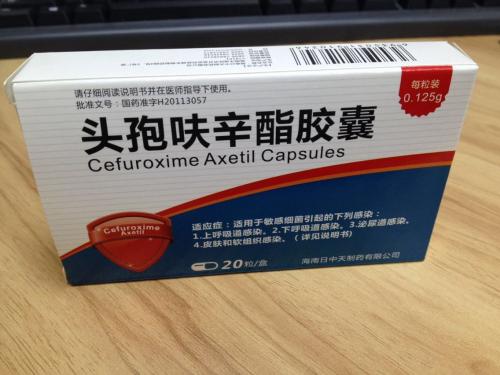 请仔细阅读说明书并在医师指导下使用。
批准文号：国药准字H20113057
每粒装
0.125g
头孢呋辛酯胶囊
Cefuroxime Axetil Capsules
Cefuroxime
Axetil
适应症：适用于敏感细菌引起的下列感染：
1.上呼吸道感染。2.下呼吸道感染。3.泌尿道感染。
4.皮肤和软组织感染。（详见说明书）
20粒/盒
海南日中天制药有限公司